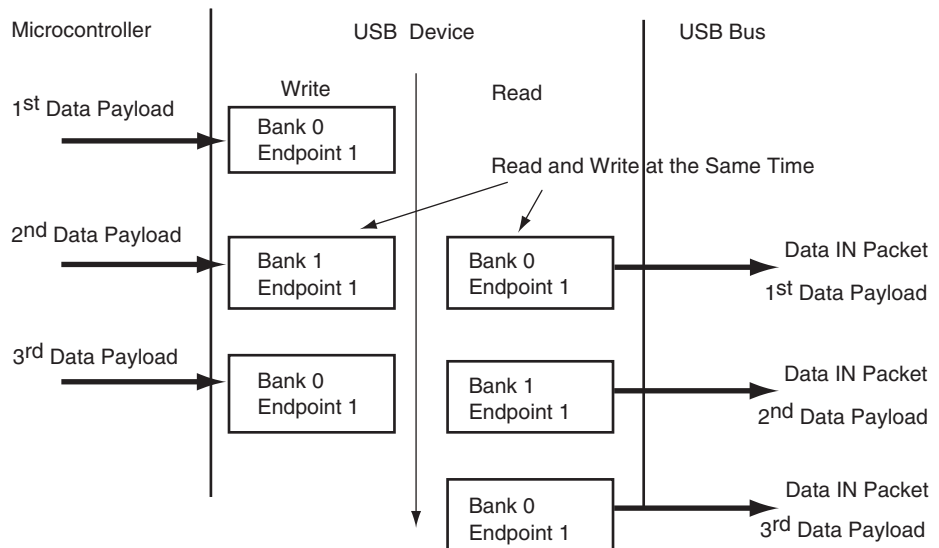 Microcontroller
USB Device
USB Bus
Write
Read
1st Data Payload
Bank 0
Endpoint 1
Read and Write at the Same Time
2nd Data Payload
Bank 1
Endpoint 1
Bank 0
Endpoint 1
Data IN Packet
1st Data Payload
3rd Data Payload
Bank 0
Endpoint 1
Bank 1
Endpoint 1
Data IN Packet
2nd Data Payload
Bank 0
Endpoint 1
Data IN Packet
3rd Data Payload